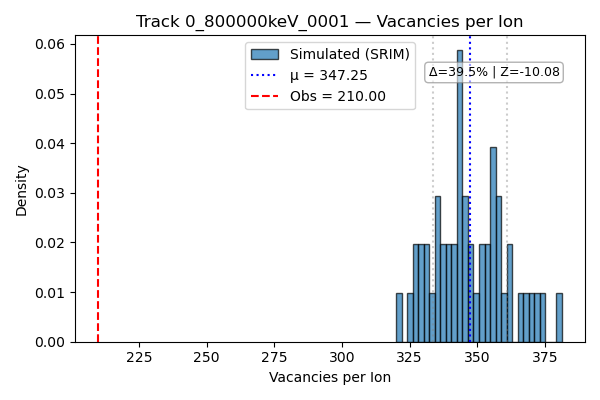 Track 0_800000keV_0001 — Vacancies per Ion
Density
0.06
0.05
0.04
0.03
0.02
0.01
0.00
Simulated (SRIM)
μ = 347.25
Obs = 210.00
Δ=39.5% | Z=-10.08
225
250
275
300
325
350
375
Vacancies per Ion